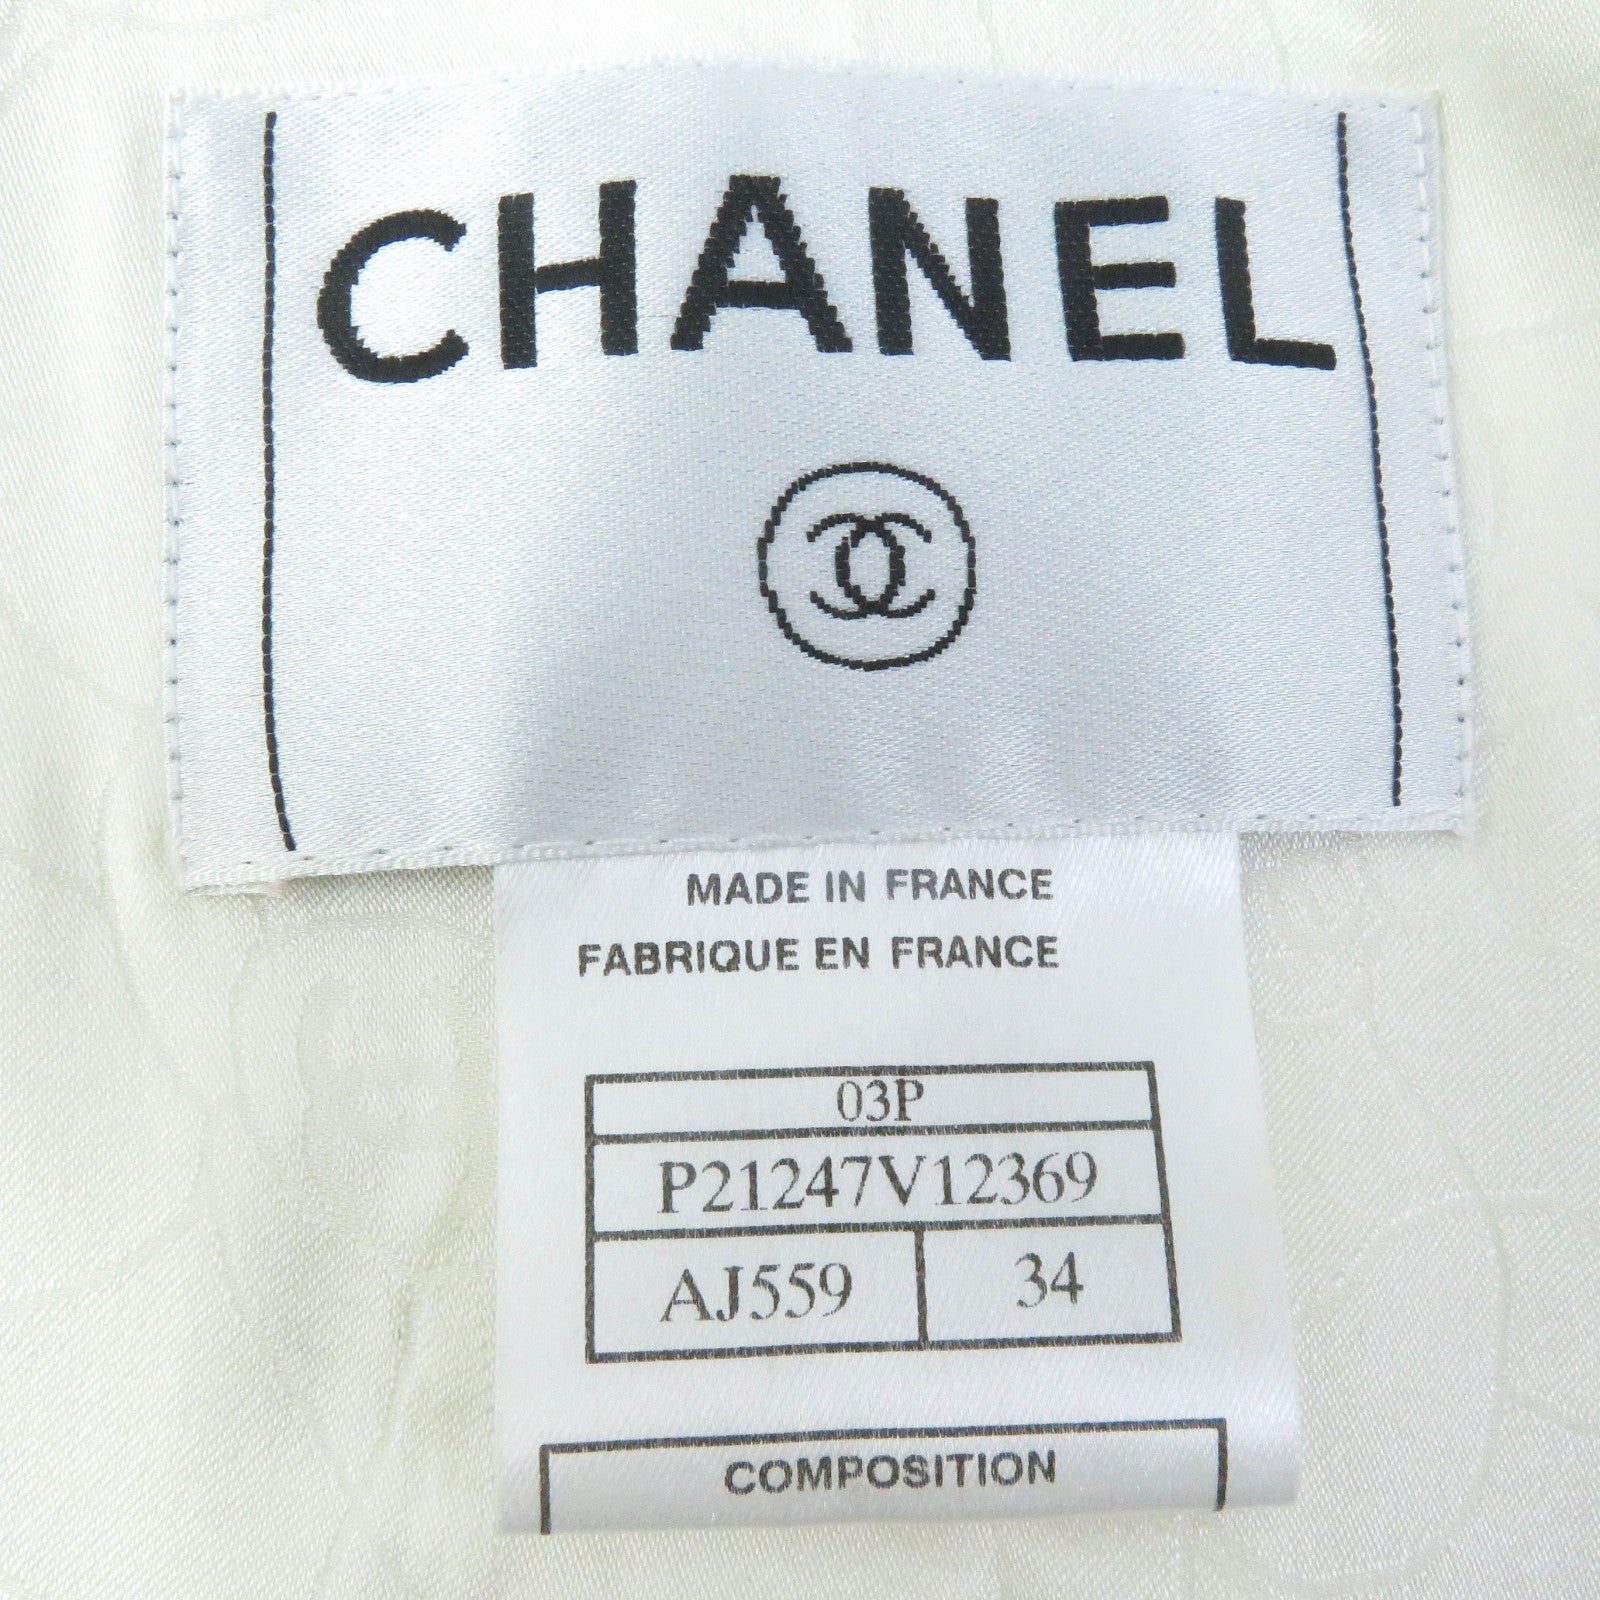 CHANEL
MADE IN FRANCE
FABRIQUE EN FRANCE
03P
P21247V12369
AJ559 34
COMPOSITION